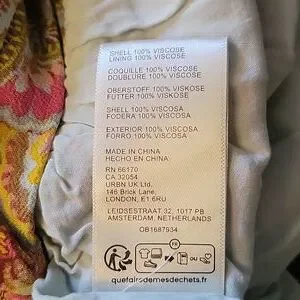 SHELL 100% VISCOSE
LINING 100% VISCOSE
COQUILLE 100% VISCOSE
DOUBLURE 100% VISCOSE
OBERSTOFF 100% VISKOSE
FUTTER 100% VISKOSE
SHELL 100% VISCOSA
FODERA 100% VISCOSA
EXTERIOR 100% VISCOSA
FORRO 100% VISCOSA
MADE IN CHINA
HECHO EN CHINA
RN 66170
CA 32054
URBN UK Ltd.
146 Brick Lane,
LONDON, E1.6RU
LEIDSESTRAAT 32, 1017 PB
AMSTERDAM, NETHERLANDS
OB1687934
FR
OU
quefairedemesdechets.fr